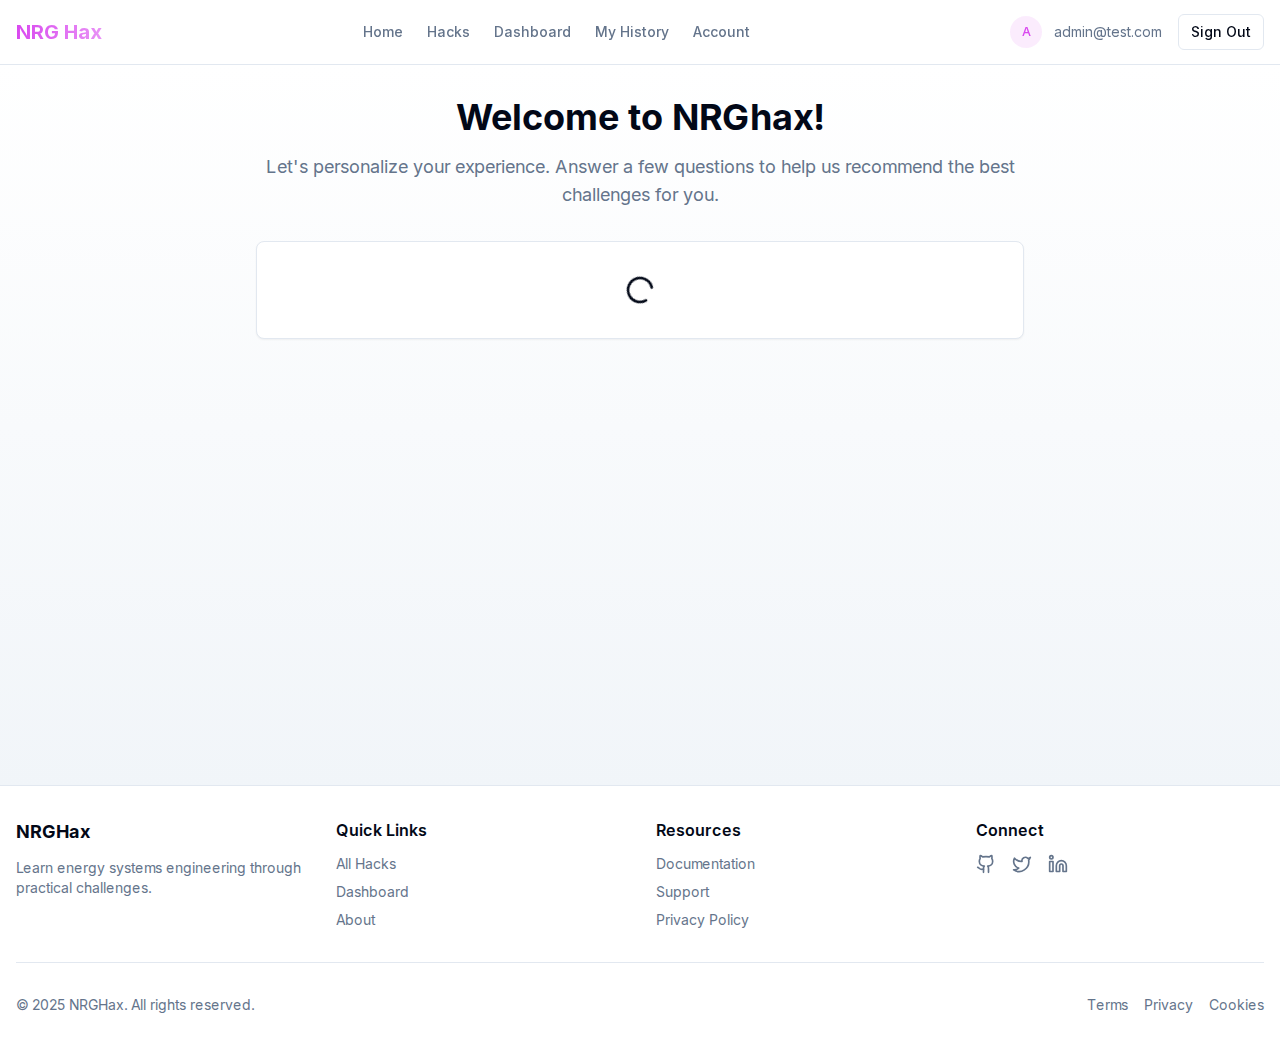 NRG Hax
Home
Hacks
Dashboard
My History
Account
A
admin@test.com
Sign Out
Welcome to NRGhax!
Let's personalize your experience. Answer a few questions to help us recommend the best
challenges for you.
NRGHax
Learn energy systems engineering through
practical challenges.
Quick Links
All Hacks
Dashboard
About
Resources
Documentation
Support
Privacy Policy
Connect
© 2025 NRGHax. All rights reserved.
Terms
Privacy
Cookies